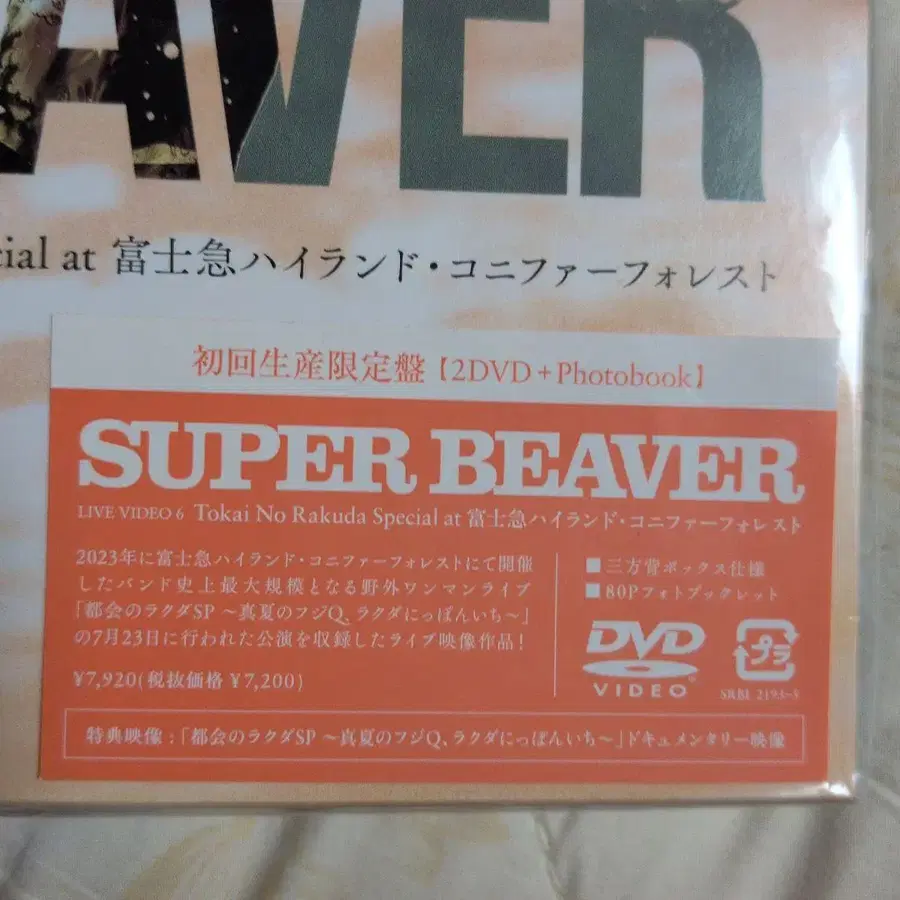 AVER
cial at 富士急ハイランド・コニファーフォレスト
初回生産限定盤【2DVD+Photobook】
SUPER BEAVER
LIVE VIDEO 6 Tokai No Rakuda Special at 富士急ハイランド・コニファーフォレスト
2023年に富士急ハイランド・コニファーフォレストにて開催
したバンド史上最大規模となる野外ワンマンライブ
「都会のラクダSP ～真夏のフジQ、ラクダにっぽんいち～」
の7月23日に行われた公演を収録したライブ映像作品!
¥7,920(税抜価格 ¥7,200)
■三方背ボックス仕様
■80Pフォトブックレット
DVD
VIDEO
プラ
SRBL 2193~5
特典映像:「都会のラクダSP ～真夏のフジQ、ラクダにっぽんいち～」ドキュメンタリー映像